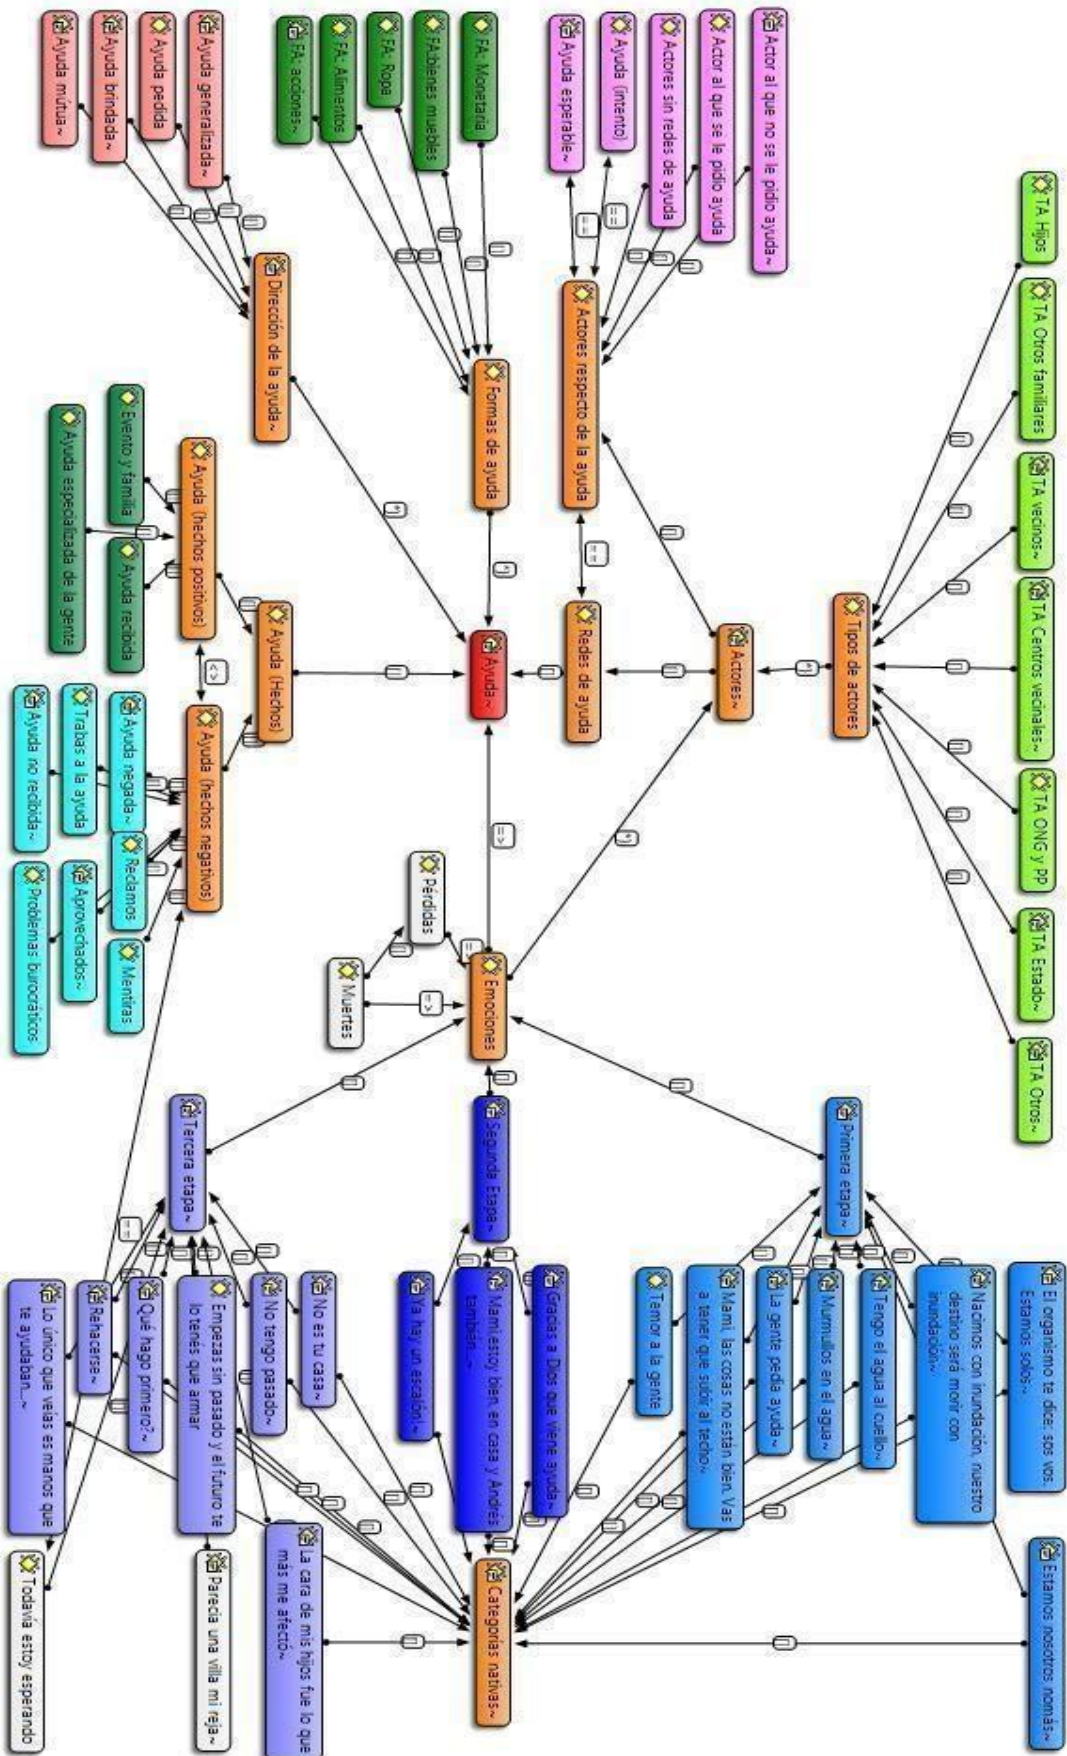 TA Hijos
TA Otros familiares
TA vecinos~
TA Centros vecinales~
TA ONG y PP
TA Estado~
TA Otros~
Tipos de actores
Actor al que no se le pidio ayuda~
Actor al que se le pidio ayuda
Actores sin redes de ayuda
Ayuda (intento)
Ayuda esperable~
Actores respecto de la ayuda
Actores~
Redes de ayuda
FA: Monetaria
FA:bienes muebles
FA: Ropa
FA: Alimentos
FA: acciones~
Formas de ayuda
Ayuda~
Ayuda generalizada~
Ayuda pedida
Ayuda brindada~
Ayuda mútua~
Dirección de la ayuda~
Ayuda (Hechos)
Ayuda (hechos positivos)
Evento y familia
Ayuda recibida
Ayuda especializada de la gente
Ayuda (hechos negativos)
Ayuda negada~
Trabas a la ayuda
Ayuda no recibida~
Reclamos
Aprovechados~
Problemas burocráticos
Mentiras
Emociones
Pérdidas
Muertes
Primera etapa~
Segunda Etapa~
Tercera etapa~
El organismo te dice: sos vos.
Estamos solos~
Estamos nosotros nomás~
Nacimos con inundación, nuestro
destino será morir con
inundación~
Tengo el agua al cuello~
Murmullos en el agua~
La gente pedia ayuda~
Mami, las cosas no están bien. Vas
a tener que subir al techo~
Temor a la gente
Gracias a Dios que viene ayuda~
Mami,estoy bien, en casa y Andrés
también...~
Ya hay un escalón!~
Categorías nativas~
No es tu casa~
No tengo pasado~
Empezas sin pasado y el futuro te
lo tenés que armar
Qué hago primero?~
Rehacerse~
Lo único que veías es manos que
te ayudaban...~
La cara de mis hijos fue lo que
más me afectó~
Parecia una villa mi reja~
Todavía estoy esperando
*}
[]
[]
[]
[]
[]
[]
[]
[]
[]
[]
==
==
==
*}
*}
=>
*}
<>
=>
==